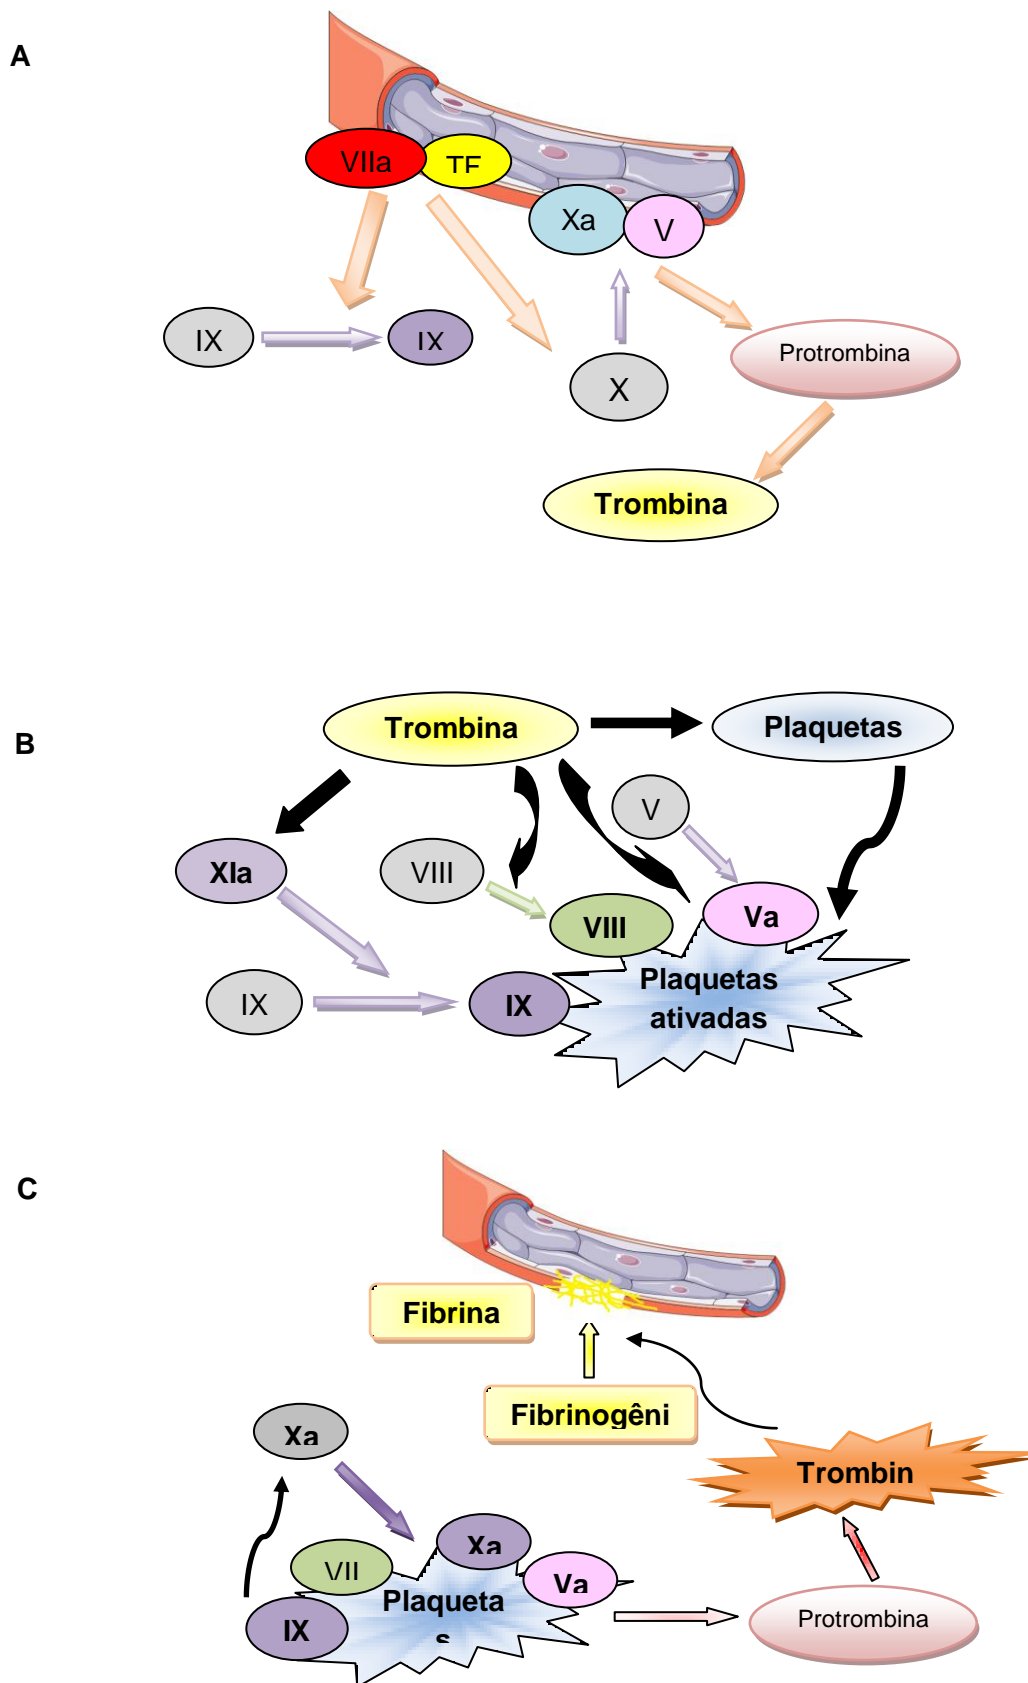 A
VIIa
TF
Xa
V
IX
IX
X
Protrombina
Trombina
B
Trombina
Plaquetas
V
XIa
VIII
VIII
Va
IX
IX
Plaquetas
ativadas
C
Fibrina
Fibrinogêni
Xa
Trombin
VII
Xa
Va
IX
Plaqueta
s
Protrombina